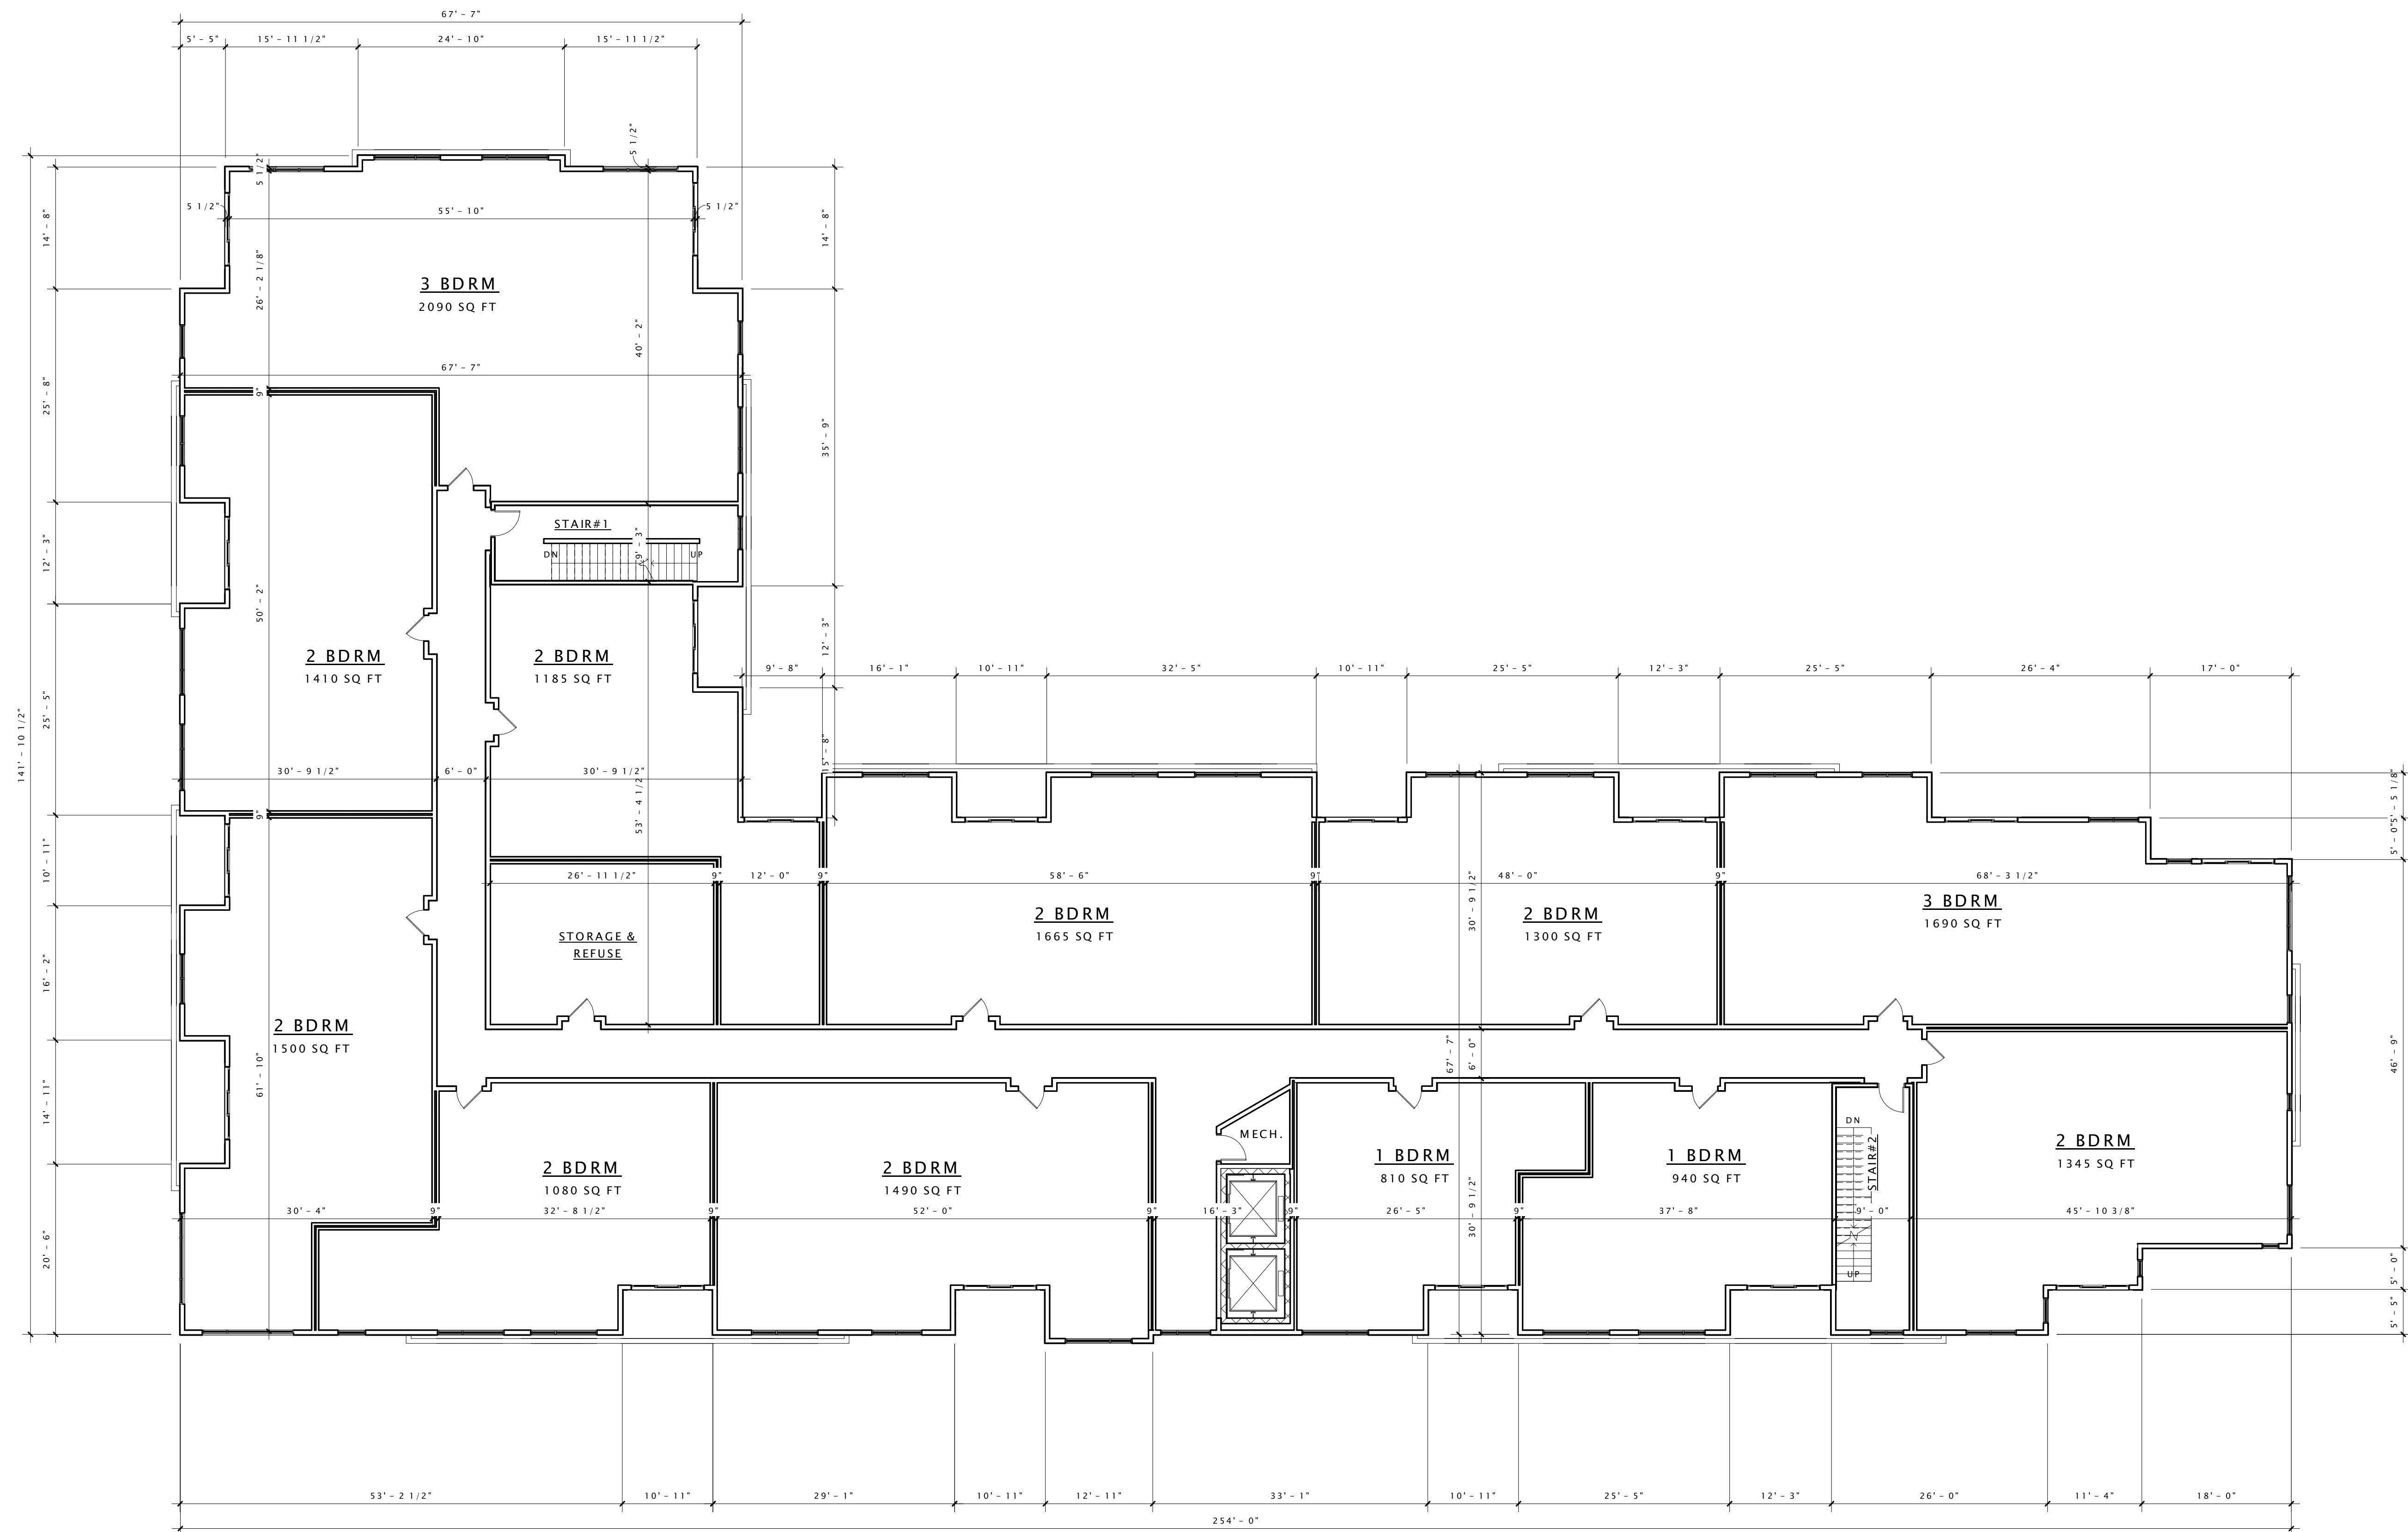 67' – 7"
5' – 5" 15' – 11 1/2" 24' – 10" 15' – 11 1/2"
5 1/2"
5 1/2"
5 1/2" 55' – 10" 5 1/2"
14' – 8"
14' – 8"
26' – 2 1/8"
3 BDRM
2090 SQ FT
40' – 2"
67' – 7"
9"
25' – 8"
35' – 9"
STAIR#1
DN UP
9' – 3"
12' – 3"
50' – 2"
12' – 3"
2 BDRM
1410 SQ FT
2 BDRM
1185 SQ FT
9' – 8" 16' – 1" 10' – 11" 32' – 5" 10' – 11" 25' – 5" 12' – 3" 25' – 5" 26' – 4" 17' – 0"
25' – 5"
141' – 10 1/2"
15' – 8"
30' – 9 1/2" 6' – 0" 30' – 9 1/2"
53' – 4 1/2"
9"
5' – 5 1/8"
5' – 0"
10' – 11"
26' – 11 1/2" 9" 12' – 0" 9" 58' – 6" 9" 48' – 0" 9" 68' – 3 1/2"
30' – 9 1/2"
2 BDRM
1665 SQ FT
2 BDRM
1300 SQ FT
3 BDRM
1690 SQ FT
STORAGE &
REFUSE
16' – 2"
2 BDRM
1500 SQ FT
61' – 10"
67' – 7"
6' – 0"
46' – 9"
14' – 11"
MECH.
DN
STAIR#2
UP
2 BDRM
1080 SQ FT
2 BDRM
1490 SQ FT
1 BDRM
810 SQ FT
1 BDRM
940 SQ FT
2 BDRM
1345 SQ FT
30' – 9 1/2"
30' – 4" 9" 32' – 8 1/2" 9" 52' – 0" 9" 16' – 3" 9" 26' – 5" 9" 37' – 8" 9' – 0" 45' – 10 3/8"
20' – 6"
5' – 0"
5' – 5"
53' – 2 1/2" 10' – 11" 29' – 1" 10' – 11" 12' – 11" 33' – 1" 10' – 11" 25' – 5" 12' – 3" 26' – 0" 11' – 4" 18' – 0"
254' – 0"